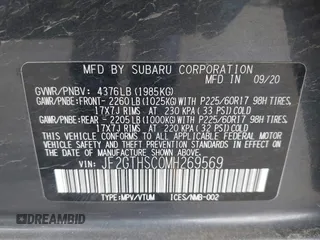 MFD BY SUBARU CORPORATION
09/20
GVWR/PNBV: 4376LB (1985KG)
GAWR/PNBE:FRONT- 2260LB (1025KG)WITH P225/60R17 98H TIRES,
17X7J RIMS AT 230 KPA (33 PSI)COLD
GAWR/PNBE:REAR - 2205LB (1000KG)WITH P225/60R17 98H TIRES,
17X7J RIMS AT 220 KPA (32 PSI)COLD
THIS VEHICLE CONFORMS TO ALL APPLICABLE
FEDERAL MOTOR VEHICLE SAFETY AND BUMPER
STANDARDS IN EFFECT ON THE DATE OF
MANUFACTURE SHOWN ABOVE.
VIN: JF2GTHSC0MH269569
TYPE:MPV/VTUM ICES/NMB-002
DREAMBID